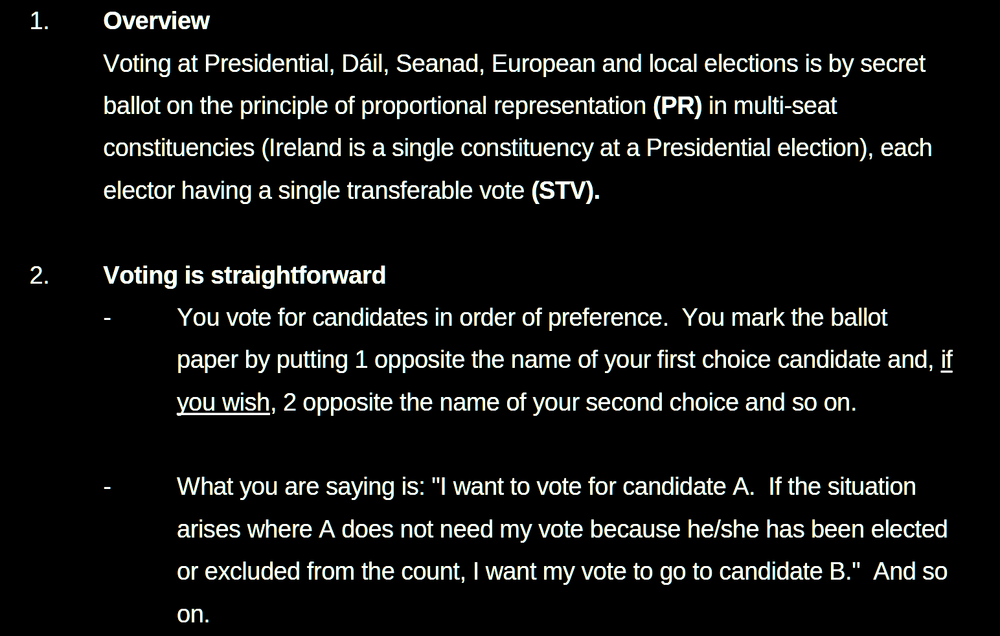 1. Overview
Voting at Presidential, Dáil, Seanad, European and local elections is by secret
ballot on the principle of proportional representation (PR) in multi-seat
constituencies (Ireland is a single constituency at a Presidential election), each
elector having a single transferable vote (STV).
2. Voting is straightforward
- You vote for candidates in order of preference.  You mark the ballot
paper by putting 1 opposite the name of your first choice candidate and, if
you wish, 2 opposite the name of your second choice and so on.
- What you are saying is: "I want to vote for candidate A.  If the situation
arises where A does not need my vote because he/she has been elected
or excluded from the count, I want my vote to go to candidate B."  And so
on.